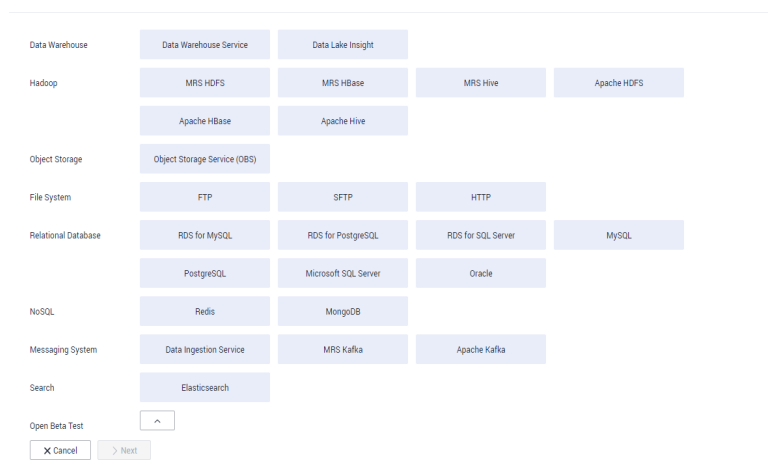 Data Warehouse Data Warehouse Service Data Lake Insight
Hadoop MRS HDFS MRS HBase MRS Hive Apache HDFS
Apache HBase Apache Hive
Object Storage Object Storage Service (OBS)
File System FTP SFTP HTTP
Relational Database RDS for MySQL RDS for PostgreSQL RDS for SQL Server MySQL
PostgreSQL Microsoft SQL Server Oracle
NoSQL Redis MongoDB
Messaging System Data Ingestion Service MRS Kafka Apache Kafka
Search Elasticsearch
Open Beta Test
Cancel Next